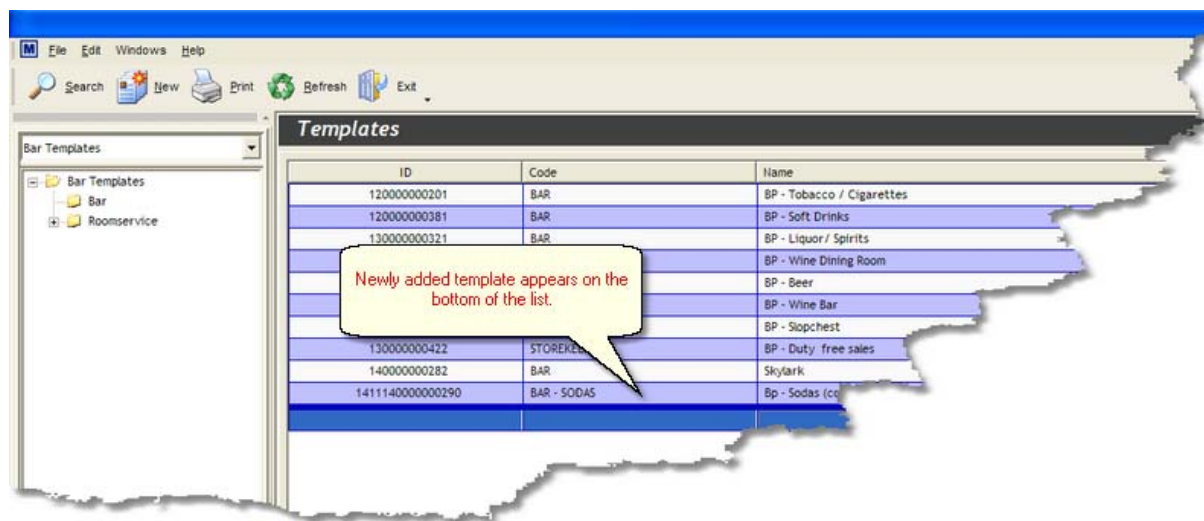 M File Edit Windows Help
Search New Print Refresh Exit
Templates
Bar Templates
Bar Templates
Bar
Roomservice
ID Code Name
120000000201 BAR BP - Tobacco / Cigarettes
120000000381 BAR BP - Soft Drinks
130000000321 BAR BP - Liquor/ Spirits
BP - Wine Dining Room
BP - Beer
BP - Wine Bar
BP - Slopchest
Newly added template appears on the
bottom of the list.
130000000422 BP - Duty free sales
140000000282 BAR Skylark
1411140000000290 BAR - SODAS Bp - Sodas